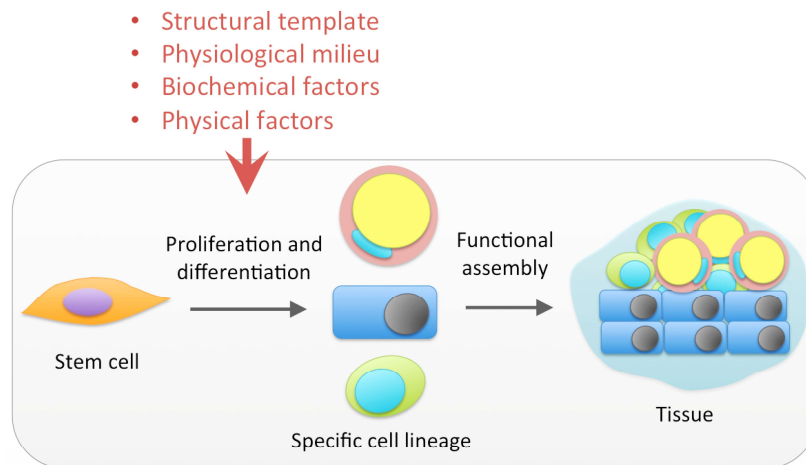 • Structural template
• Physiological milieu
• Biochemical factors
• Physical factors
Proliferation and
differentiation
Functional
assembly
Stem cell
Specific cell lineage
Tissue